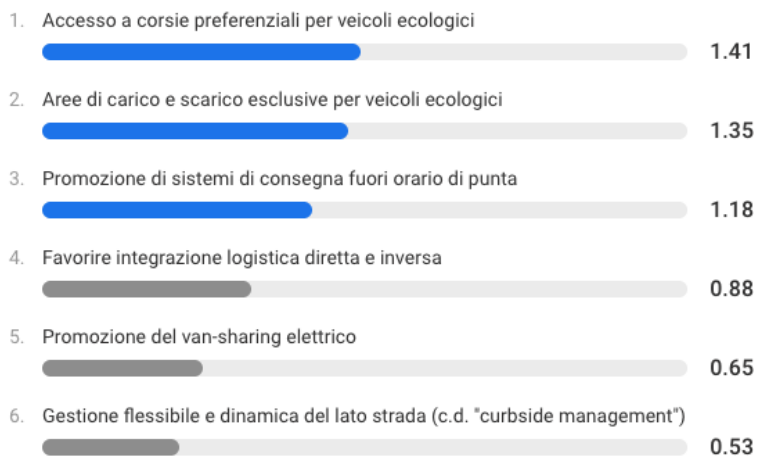 1. Accesso a corsie preferenziali per veicoli ecologici
1.41
2. Aree di carico e scarico esclusive per veicoli ecologici
1.35
3. Promozione di sistemi di consegna fuori orario di punta
1.18
4. Favorire integrazione logistica diretta e inversa
0.88
5. Promozione del van-sharing elettrico
0.65
6. Gestione flessibile e dinamica del lato strada (c.d. "curbside management")
0.53